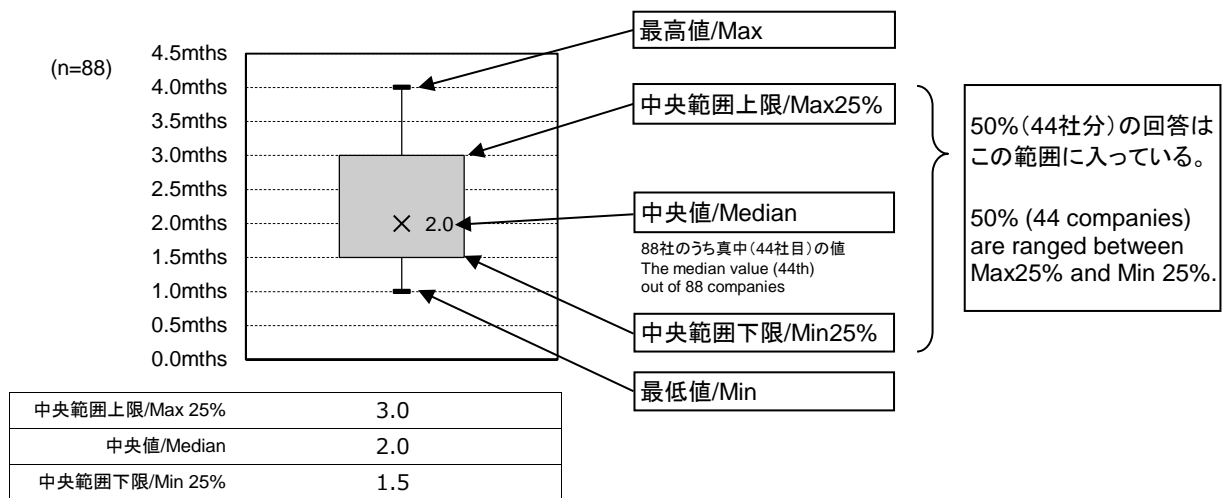 (n=88)
4.5mths
4.0mths
3.5mths
3.0mths
2.5mths
2.0mths
1.5mths
1.0mths
0.5mths
0.0mths
2.0
最高値/Max
中央範囲上限/Max25%
中央値/Median
88社のうち真中(44社目)の値
The median value (44th)
out of 88 companies
中央範囲下限/Min25%
最低値/Min
50%(44社分)の回答は
この範囲に入っている。
50% (44 companies)
are ranged between
Max25% and Min 25%.
中央範囲上限/Max 25% 3.0
中央値/Median 2.0
中央範囲下限/Min 25% 1.5